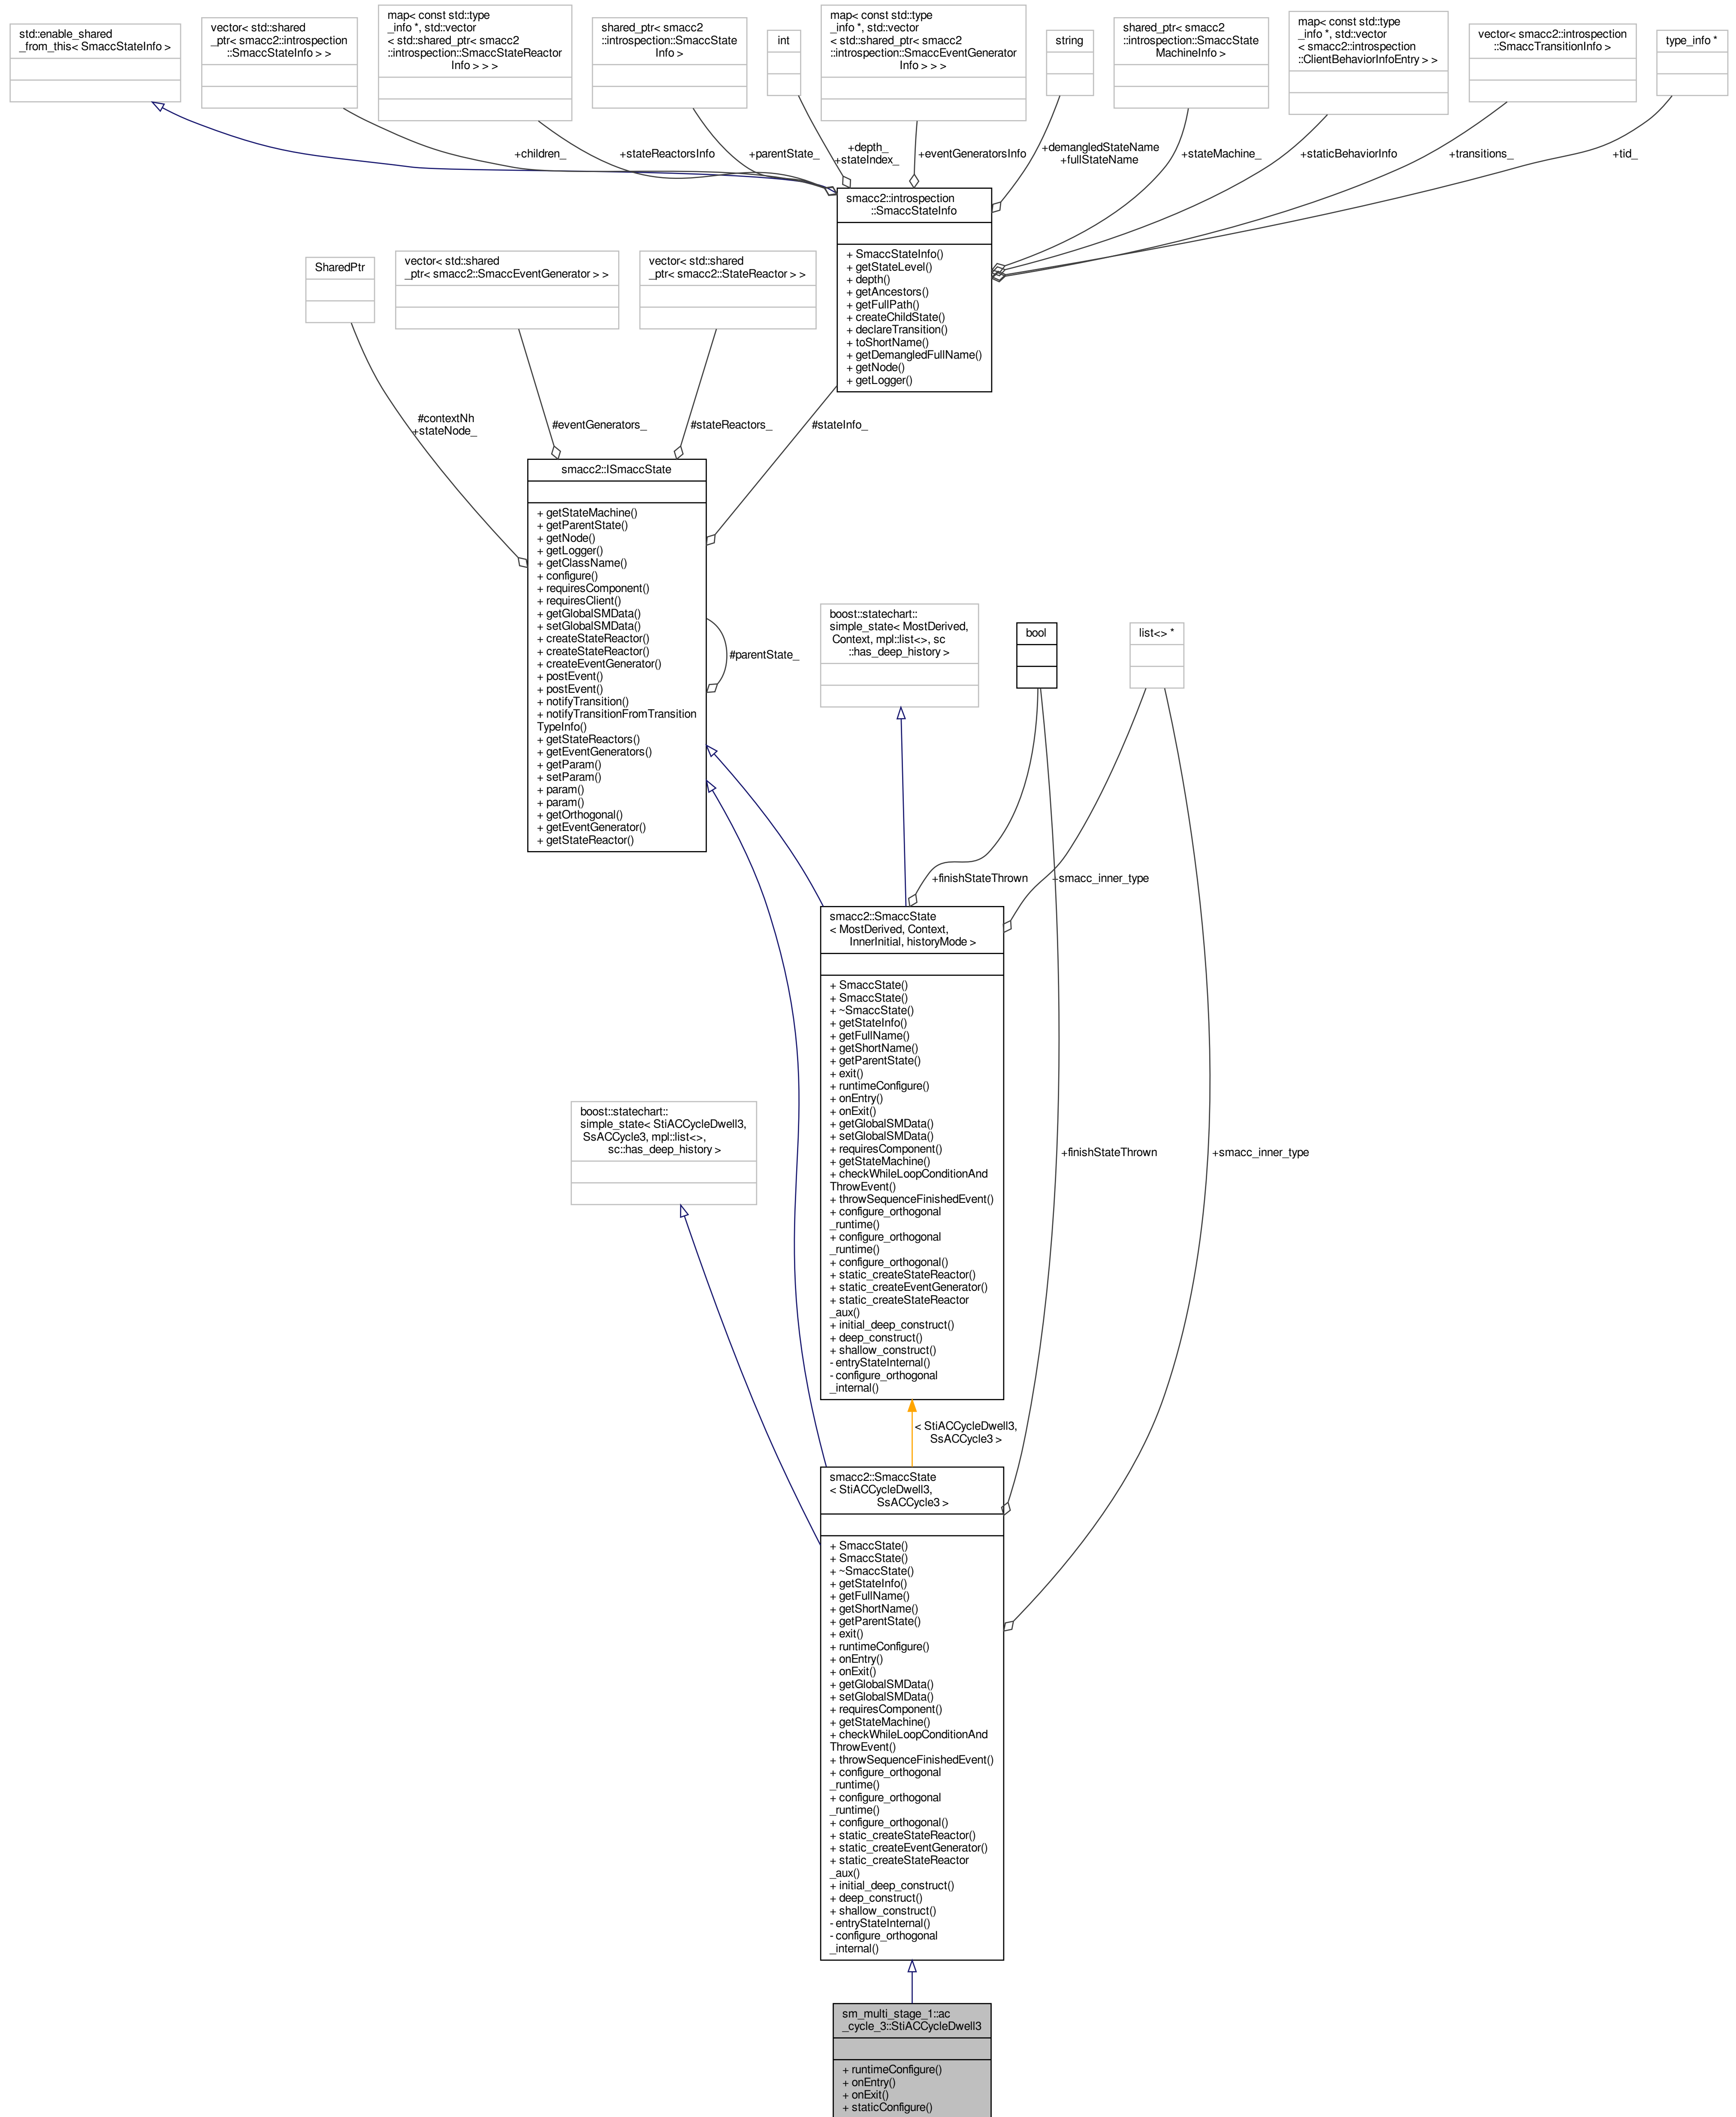 std::enable_shared
_from_this< SmaccStateInfo >
vector< std::shared
_ptr< smacc2::introspection
::SmaccStateInfo > >
map< const std::type
_info *, std::vector
< std::shared_ptr< smacc2
::introspection::SmaccStateReactor
Info > > >
shared_ptr< smacc2
::introspection::SmaccState
Info >
int
map< const std::type
_info *, std::vector
< std::shared_ptr< smacc2
::introspection::SmaccEventGenerator
Info > > >
string
shared_ptr< smacc2
::introspection::SmaccState
MachineInfo >
map< const std::type
_info *, std::vector
< smacc2::introspection
::ClientBehaviorInfoEntry > >
vector< smacc2::introspection
::SmaccTransitionInfo >
type_info *
+children_
+stateReactorsInfo
+parentState_
+depth_
+stateIndex_
+eventGeneratorsInfo
+demangledStateName
+fullStateName
+stateMachine_
+staticBehaviorInfo
+transitions_
+tid_
smacc2::introspection
::SmaccStateInfo
+ SmaccStateInfo()
+ getStateLevel()
+ depth()
+ getAncestors()
+ getFullPath()
+ createChildState()
+ declareTransition()
+ toShortName()
+ getDemangledFullName()
+ getNode()
+ getLogger()
SharedPtr
vector< std::shared
_ptr< smacc2::SmaccEventGenerator > >
vector< std::shared
_ptr< smacc2::StateReactor > >
#contextNh
+stateNode_
#eventGenerators_
#stateReactors_
#stateInfo_
smacc2::ISmaccState
+ getStateMachine()
+ getParentState()
+ getNode()
+ getLogger()
+ getClassName()
+ configure()
+ requiresComponent()
+ requiresClient()
+ getGlobalSMData()
+ setGlobalSMData()
+ createStateReactor()
+ createStateReactor()
+ createEventGenerator()
+ postEvent()
+ postEvent()
+ notifyTransition()
+ notifyTransitionFromTransition
TypeInfo()
+ getStateReactors()
+ getEventGenerators()
+ getParam()
+ setParam()
+ param()
+ param()
+ getOrthogonal()
+ getEventGenerator()
+ getStateReactor()
#parentState_
boost::statechart::
simple_state< MostDerived,
Context, mpl::list<>, sc
::has_deep_history >
bool
list<> *
+finishStateThrown
+smacc_inner_type
smacc2::SmaccState
< MostDerived, Context,
InnerInitial, historyMode >
+ SmaccState()
+ SmaccState()
+ ~SmaccState()
+ getStateInfo()
+ getFullName()
+ getShortName()
+ getParentState()
+ exit()
+ runtimeConfigure()
+ onEntry()
+ onExit()
+ getGlobalSMData()
+ setGlobalSMData()
+ requiresComponent()
+ getStateMachine()
+ checkWhileLoopConditionAnd
ThrowEvent()
+ throwSequenceFinishedEvent()
+ configure_orthogonal
_runtime()
+ configure_orthogonal
_runtime()
+ configure_orthogonal()
+ static_createStateReactor()
+ static_createEventGenerator()
+ static_createStateReactor
_aux()
+ initial_deep_construct()
+ deep_construct()
+ shallow_construct()
- entryStateInternal()
- configure_orthogonal
_internal()
boost::statechart::
simple_state< StiACCycleDwell3,
SsACCycle3, mpl::list<>,
sc::has_deep_history >
+finishStateThrown
+smacc_inner_type
< StiACCycleDwell3,
SsACCycle3 >
smacc2::SmaccState
< StiACCycleDwell3,
SsACCycle3 >
+ SmaccState()
+ SmaccState()
+ ~SmaccState()
+ getStateInfo()
+ getFullName()
+ getShortName()
+ getParentState()
+ exit()
+ runtimeConfigure()
+ onEntry()
+ onExit()
+ getGlobalSMData()
+ setGlobalSMData()
+ requiresComponent()
+ getStateMachine()
+ checkWhileLoopConditionAnd
ThrowEvent()
+ throwSequenceFinishedEvent()
+ configure_orthogonal
_runtime()
+ configure_orthogonal
_runtime()
+ configure_orthogonal()
+ static_createStateReactor()
+ static_createEventGenerator()
+ static_createStateReactor
_aux()
+ initial_deep_construct()
+ deep_construct()
+ shallow_construct()
- entryStateInternal()
- configure_orthogonal
_internal()
sm_multi_stage_1::ac
_cycle_3::StiACCycleDwell3
+ runtimeConfigure()
+ onEntry()
+ onExit()
+ staticConfigure()